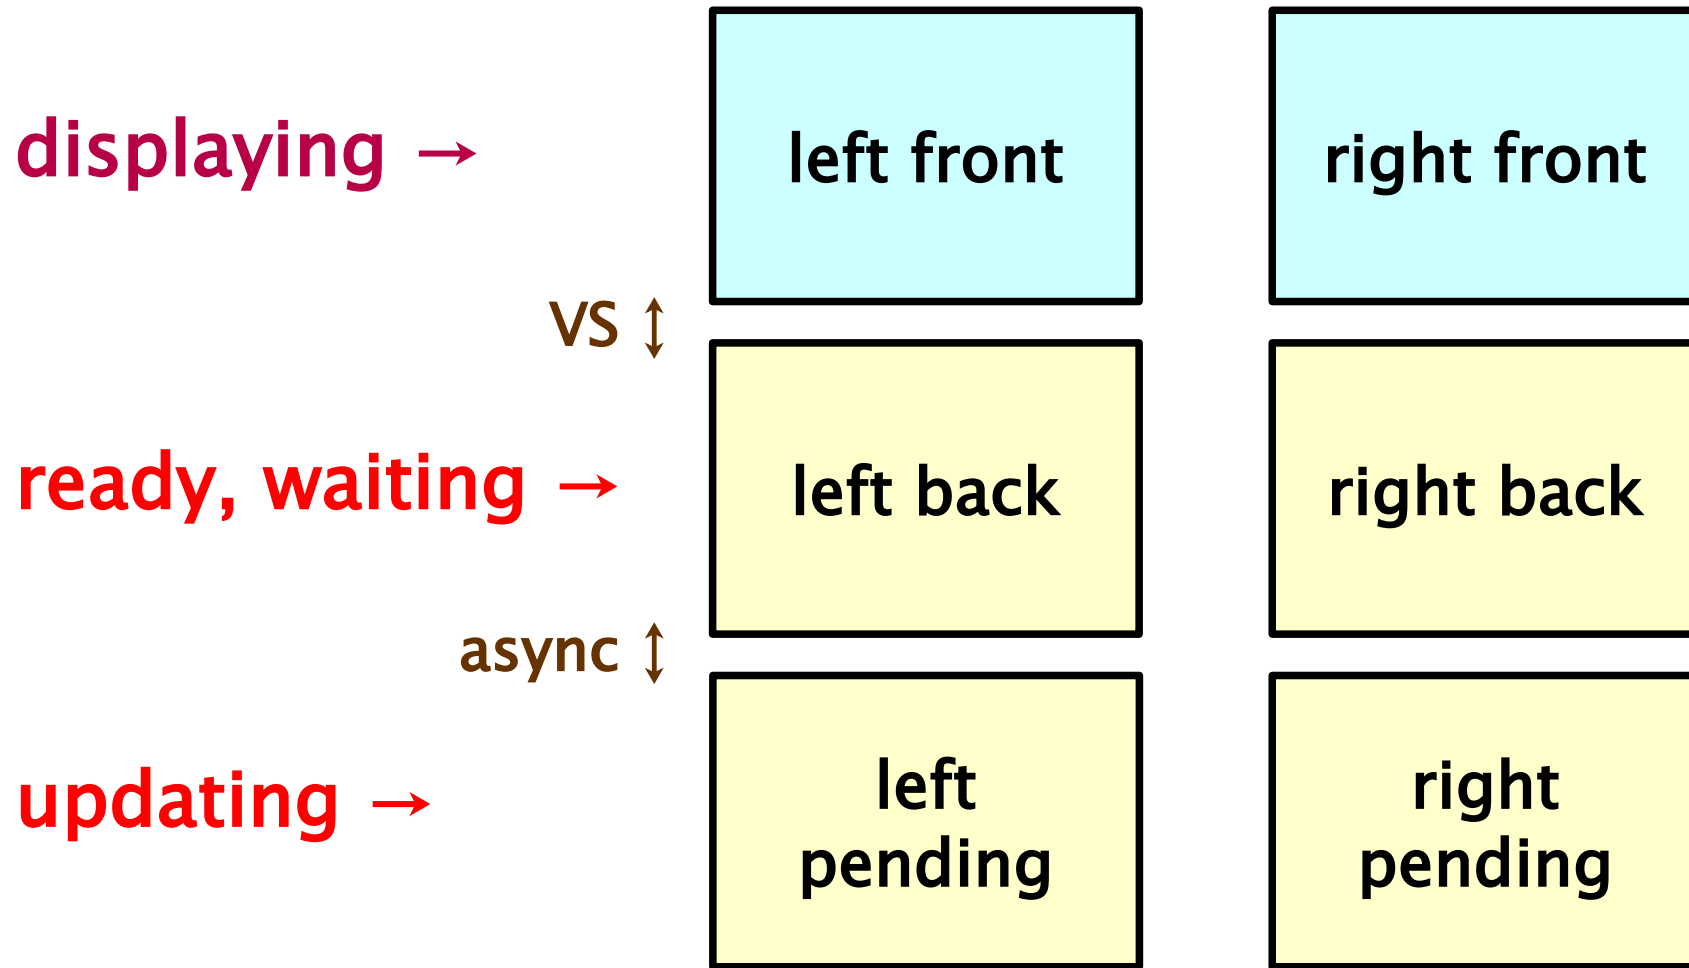 displaying →
left front
right front
VS ↕
ready, waiting →
left back
right back
async ↕
updating →
left
pending
right
pending